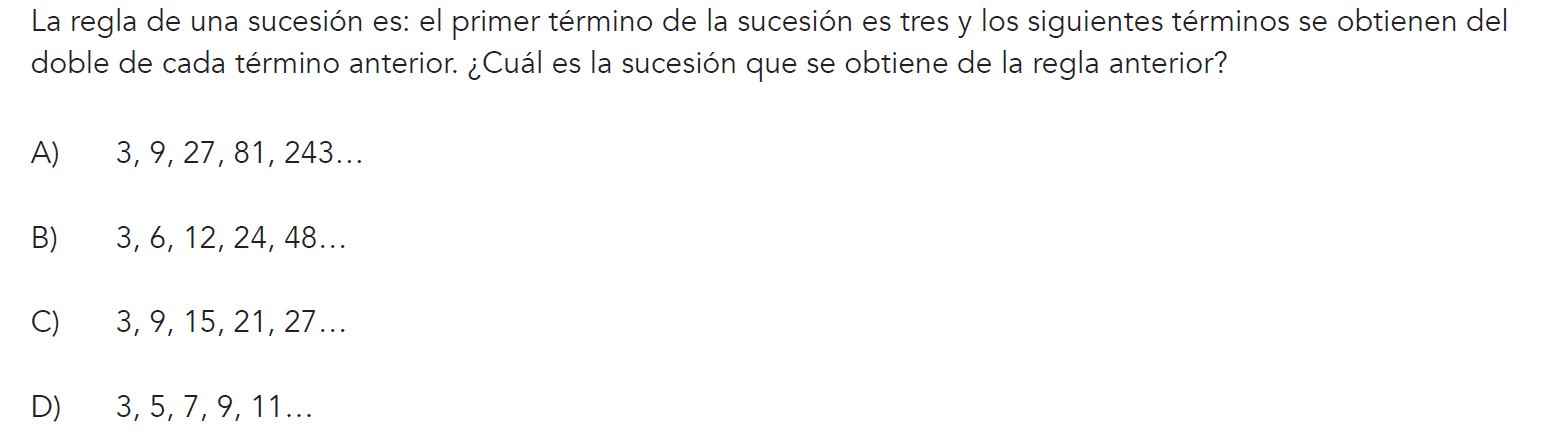 La regla de una sucesión es: el primer término de la sucesión es tres y los siguientes términos se obtienen del
doble de cada término anterior. ¿Cuál es la sucesión que se obtiene de la regla anterior?
A) 3, 9, 27, 81, 243...
B) 3, 6, 12, 24, 48...
C) 3, 9, 15, 21, 27...
D) 3, 5, 7, 9, 11...